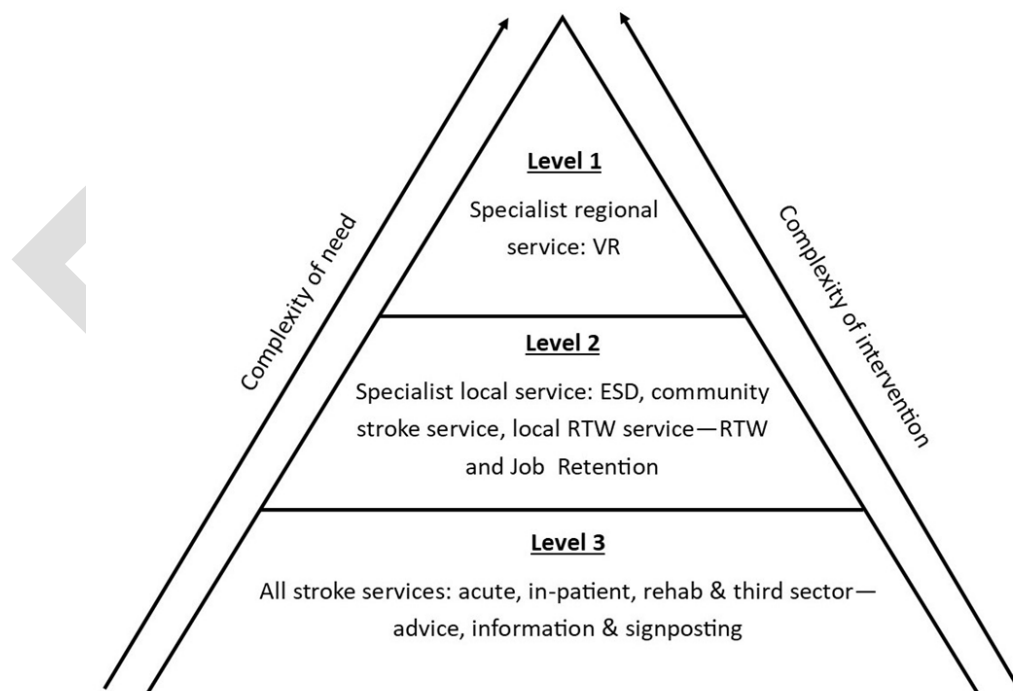 Level 1
Specialist regional
service: VR
Complexity of need
Complexity of intervention
Level 2
Specialist local service: ESD, community
stroke service, local RTW service—RTW
and Job Retention
Level 3
All stroke services: acute, in-patient, rehab & third sector—
advice, information & signposting